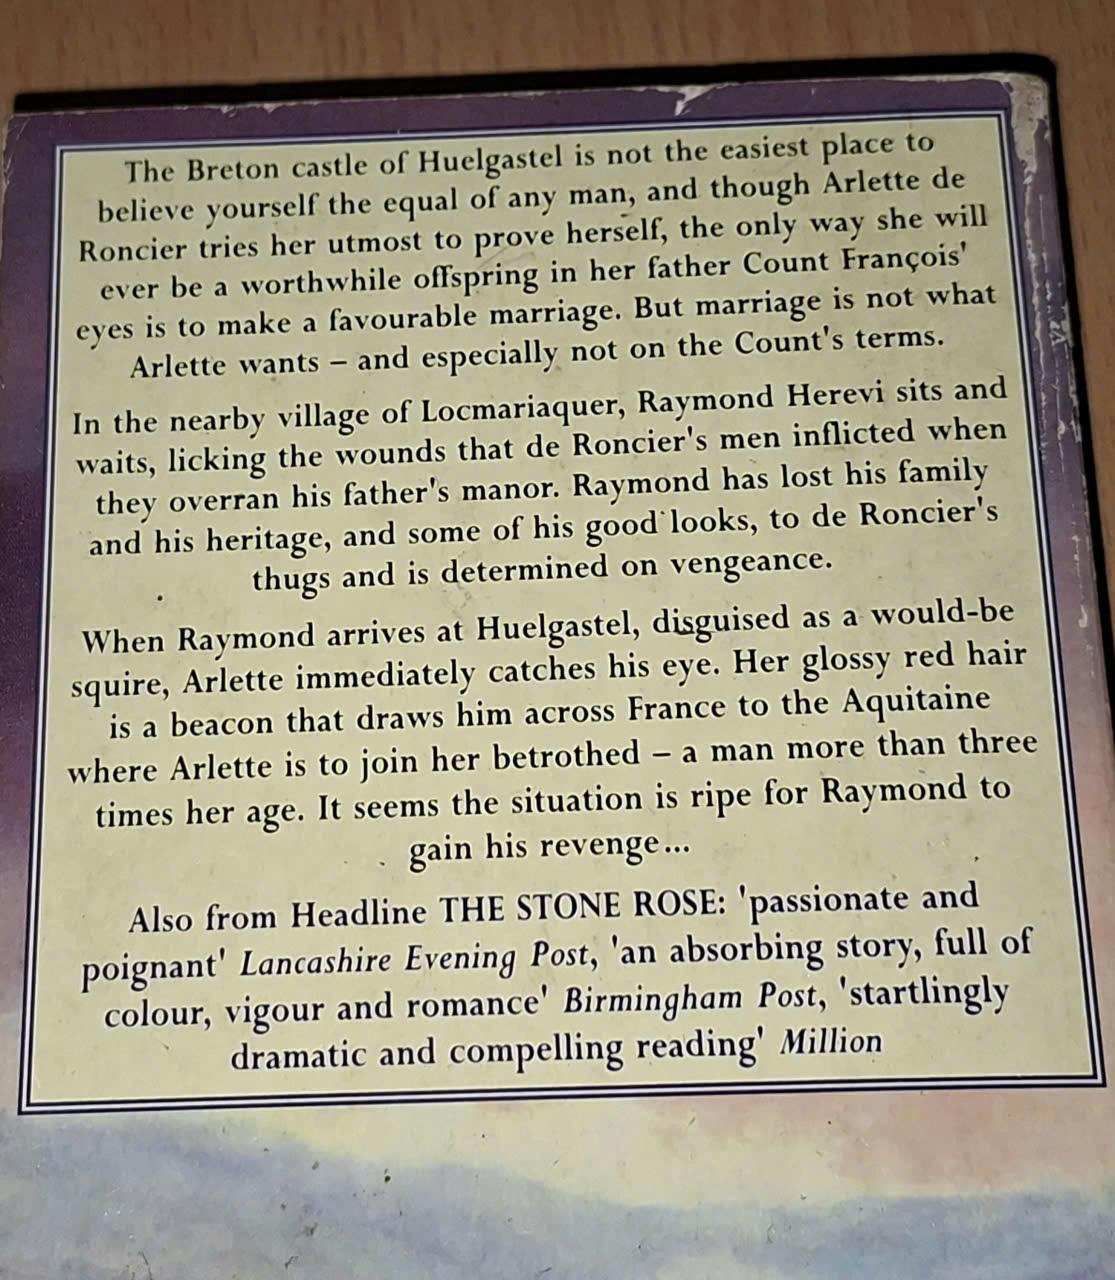 The Breton castle of Huelgastel is not the easiest place to
believe yourself the equal of any man, and though Arlette de
Roncier tries her utmost to prove herself, the only way she will
ever be a worthwhile offspring in her father Count François'
eyes is to make a favourable marriage. But marriage is not what
Arlette wants – and especially not on the Count's terms.
In the nearby village of Locmariaquer, Raymond Herevi sits and
waits, licking the wounds that de Roncier's men inflicted when
they overran his father's manor. Raymond has lost his family
and his heritage, and some of his good looks, to de Roncier's
thugs and is determined on vengeance.
When Raymond arrives at Huelgastel, disguised as a would-be
squire, Arlette immediately catches his eye. Her glossy red hair
is a beacon that draws him across France to the Aquitaine
where Arlette is to join her betrothed – a man more than three
times her age. It seems the situation is ripe for Raymond to
gain his revenge...
Also from Headline THE STONE ROSE: 'passionate and
poignant' Lancashire Evening Post, 'an absorbing story, full of
colour, vigour and romance' Birmingham Post, 'startlingly
dramatic and compelling reading' Million